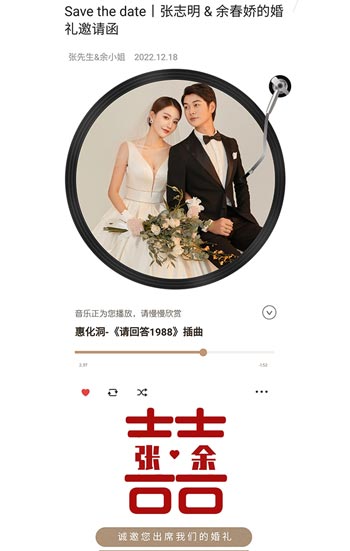 Save the date丨张志明 & 余春娇的婚
礼邀请函
张先生&余小姐 2022.12.18
音乐正为您播放，请慢慢欣赏
惠化洞-《请回答1988》插曲
张 余
诚邀您出席我们的婚礼